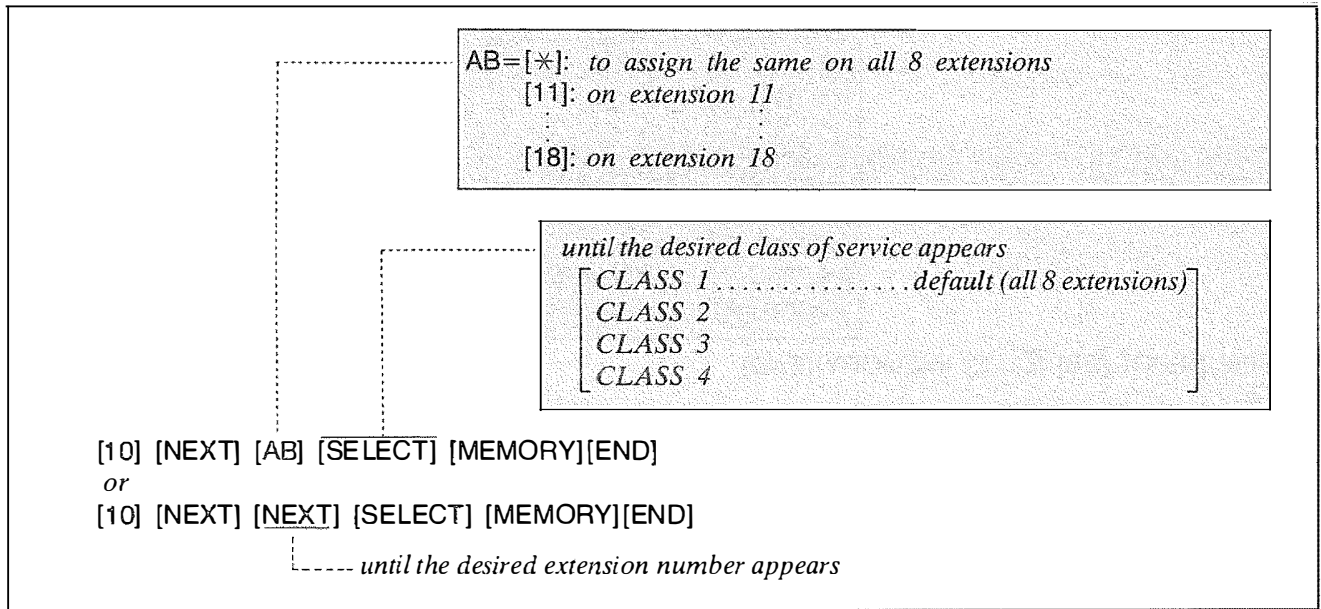 AB=[✳]: to assign the same on all 8 extensions
[11]: on extension 11
[18]: on extension 18
until the desired class of service appears
CLASS 1...............default (all 8 extensions)
CLASS 2
CLASS 3
CLASS 4
[10] [NEXT] [AB] [SELECT] [MEMORY][END]
or
[10] [NEXT] [NEXT] [SELECT] [MEMORY][END]
until the desired extension number appears